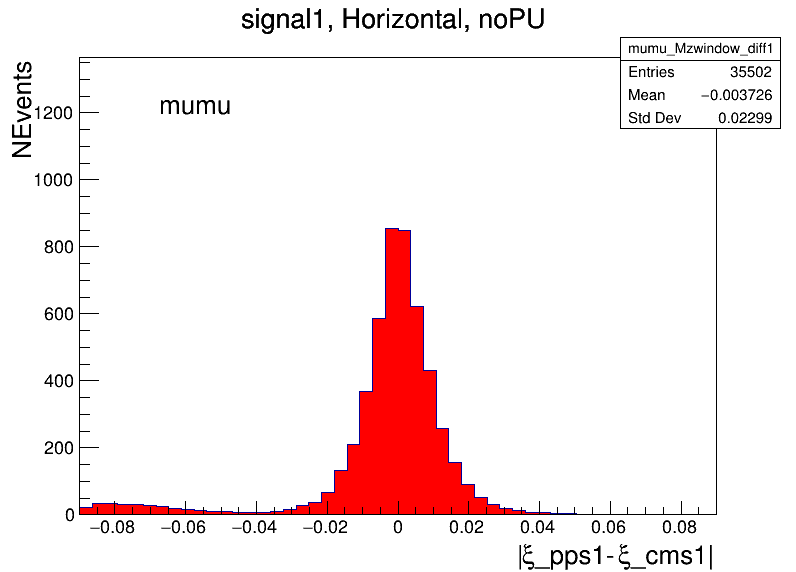 signal1, Horizontal, noPU
mumu_Mzwindow_diff1
Entries 35502
Mean −0.003726
Std Dev 0.02299
NEvents
mumu
1200
1000
800
600
400
200
0
−0.08 −0.06 −0.04 −0.02 0 0.02 0.04 0.06 0.08
|ξ_pps1-ξ_cms1|